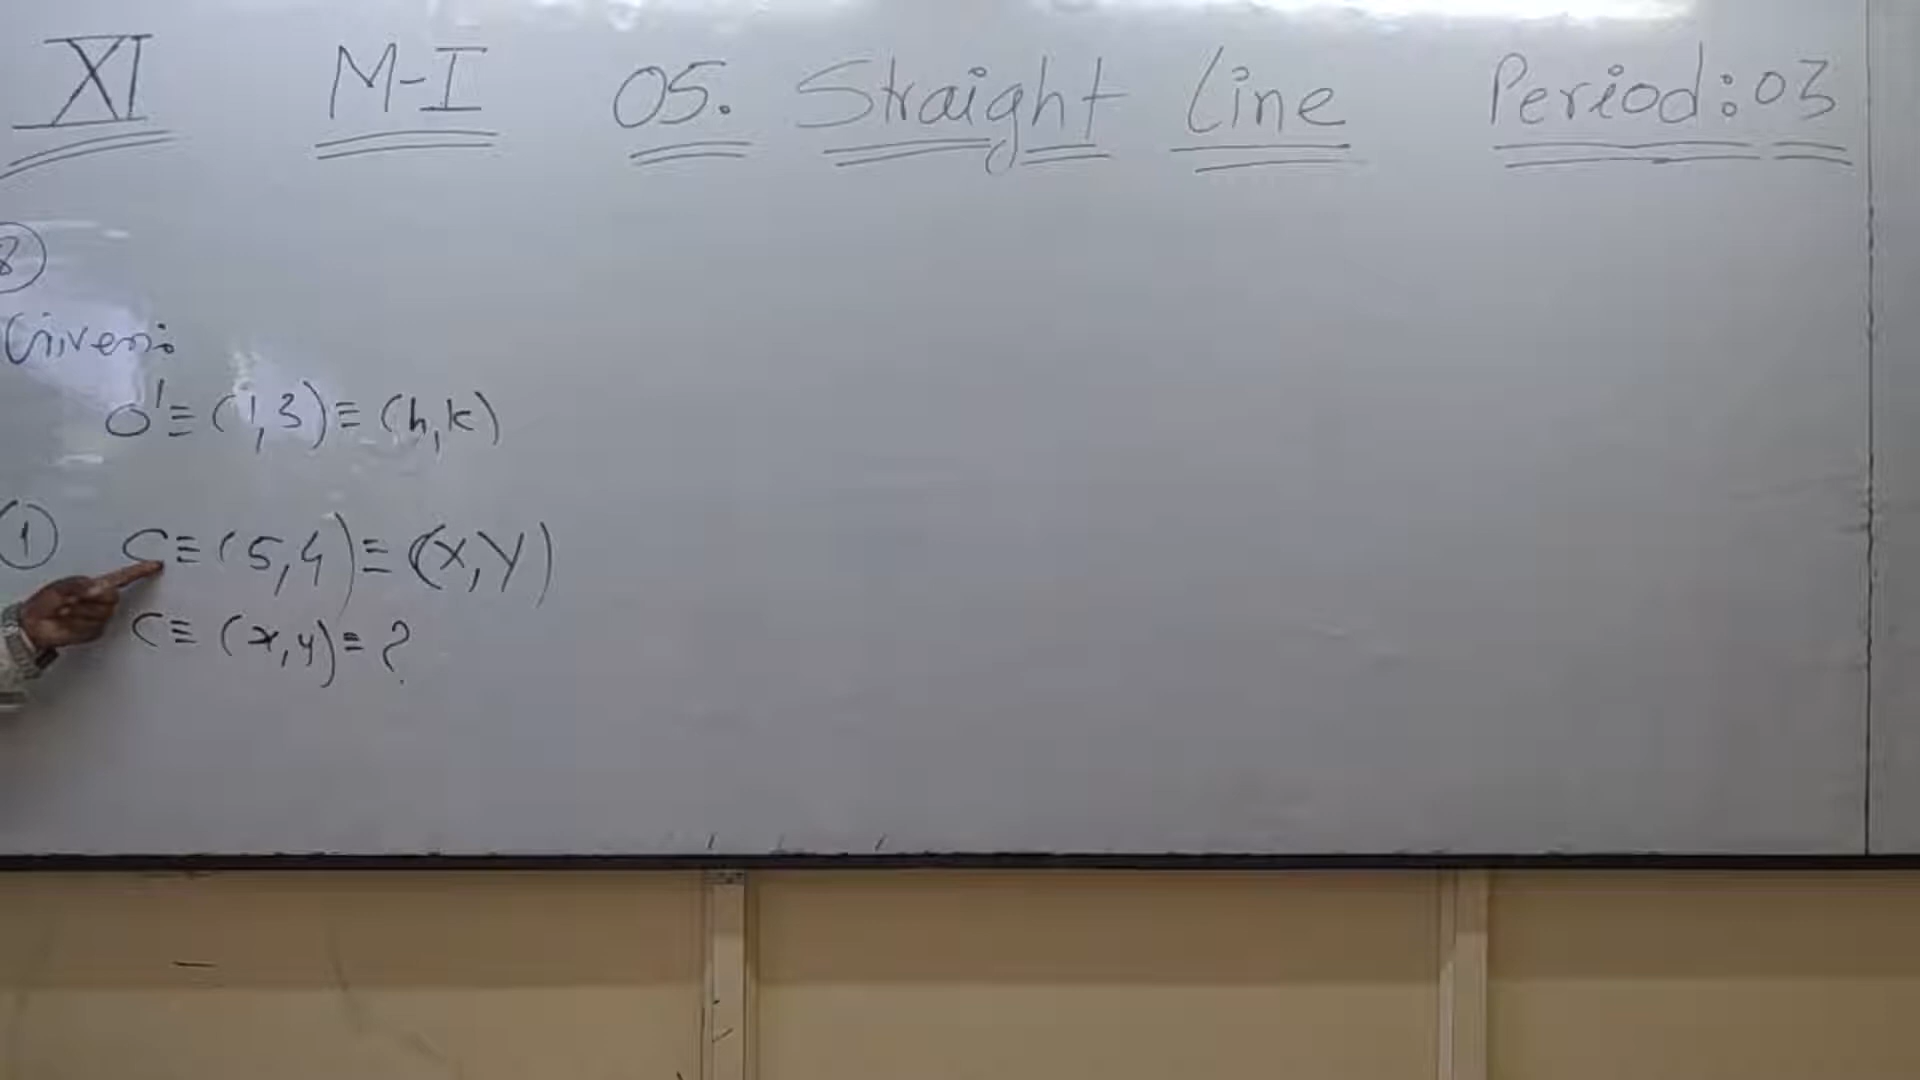 XI M-I 05. Straight Line Period:03
8
Given:
O'≡(1,3)≡(h,k)
① C≡(5,4)≡(X,Y)
C≡(x,y)=?